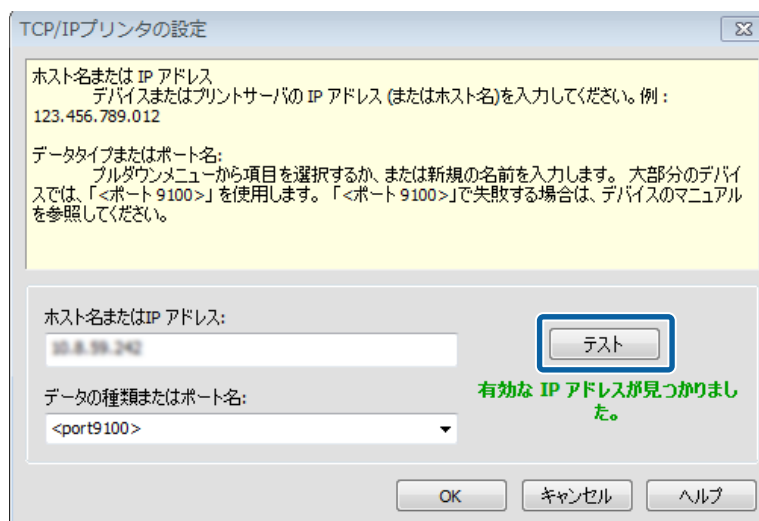 TCP/IPプリンタの設定
ホスト名または IP アドレス
デバイスまたはプリントサーバの IP アドレス (またはホスト名)を入力してください。例 :
123.456.789.012
データタイプまたはポート名:
プルダウンメニューから項目を選択するか、または新規の名前を入力します。 大部分のデバイ
スでは、「<ポート 9100>」 を使用します。 「<ポート 9100>」で失敗する場合は、デバイスのマニュアル
を参照してください。
ホスト名またはIP アドレス:
テスト
有効な IP アドレスが見つかりまし
た。
データの種類またはポート名:
<port9100>
OK
キャンセル
ヘルプ